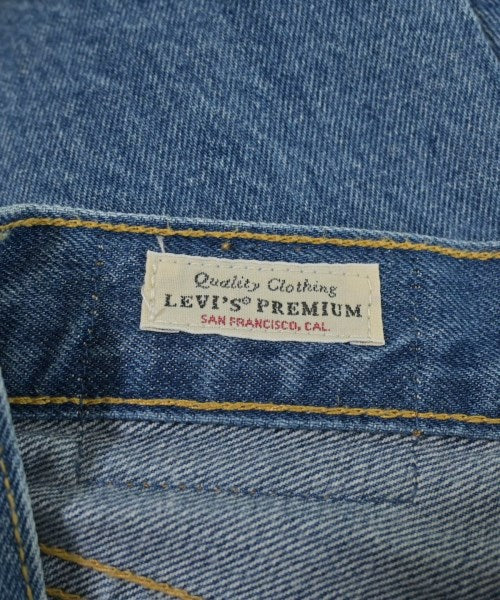 Quality Clothing
LEVI'S® PREMIUM
SAN FRANCISCO, CAL.